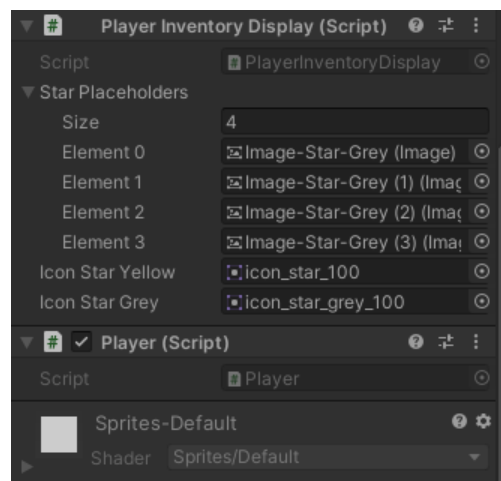 Player Inventory Display (Script)
Script PlayerInventoryDisplay
Star Placeholders
Size 4
Element 0 Image-Star-Grey (Image)
Element 1 Image-Star-Grey (1) (Imag
Element 2 Image-Star-Grey (2) (Imag
Element 3 Image-Star-Grey (3) (Imag
Icon Star Yellow icon_star_100
Icon Star Grey icon_star_grey_100
# Player (Script)
Script Player
Sprites-Default
Shader Sprites/Default